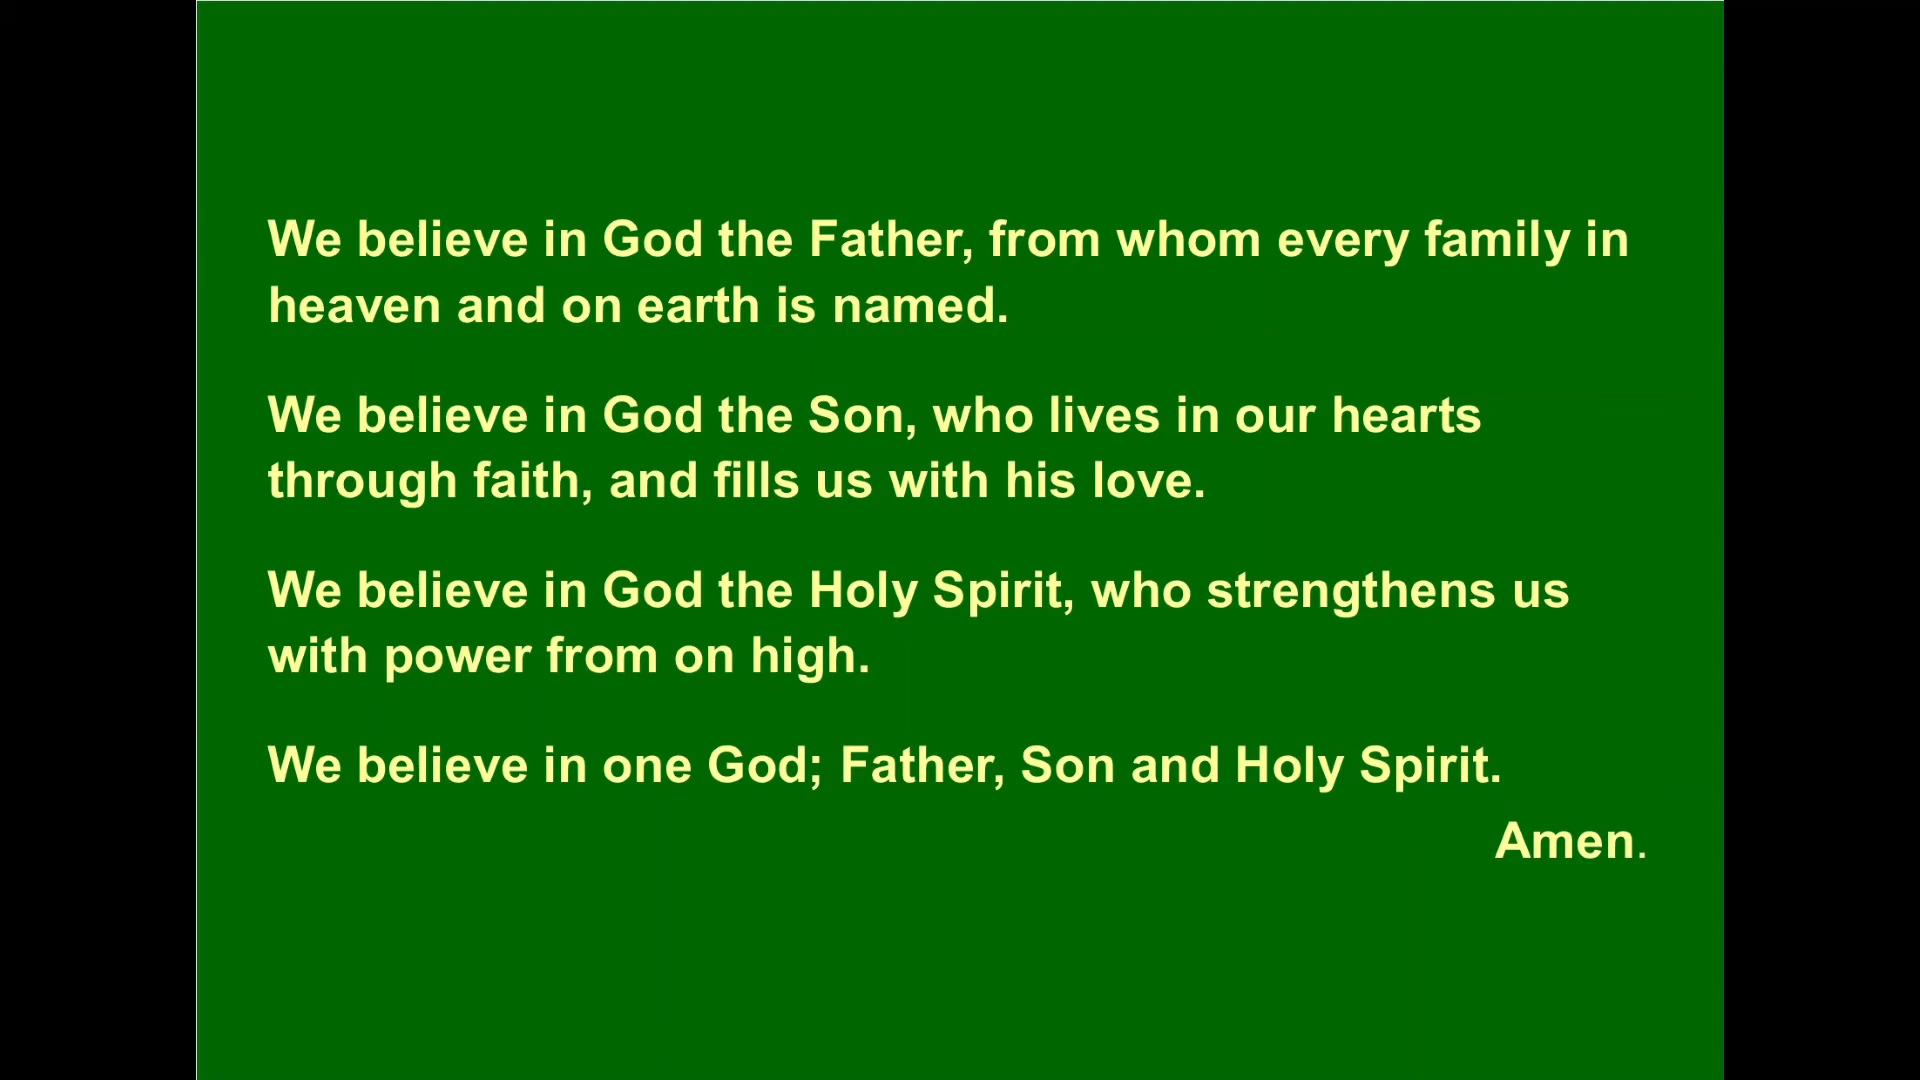 We believe in God the Father, from whom every family in
heaven and on earth is named.
We believe in God the Son, who lives in our hearts
through faith, and fills us with his love.
We believe in God the Holy Spirit, who strengthens us
with power from on high.
We believe in one God; Father, Son and Holy Spirit.
Amen.